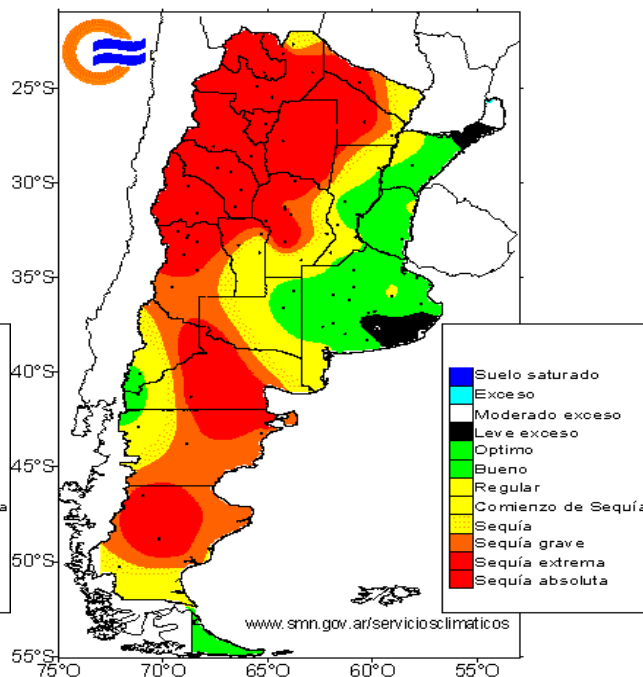 25°S
30°S
35°S
40°S
45°S
50°S
55°S
75°O
70°O
65°O
60°O
55°O
Suelo saturado
Exceso
Moderado exceso
Leve exceso
Optimo
Bueno
Regular
Comienzo de Sequía
Sequía
Sequía grave
Sequía extrema
Sequía absoluta
www.smn.gov.ar/serviciosclimaticos
a